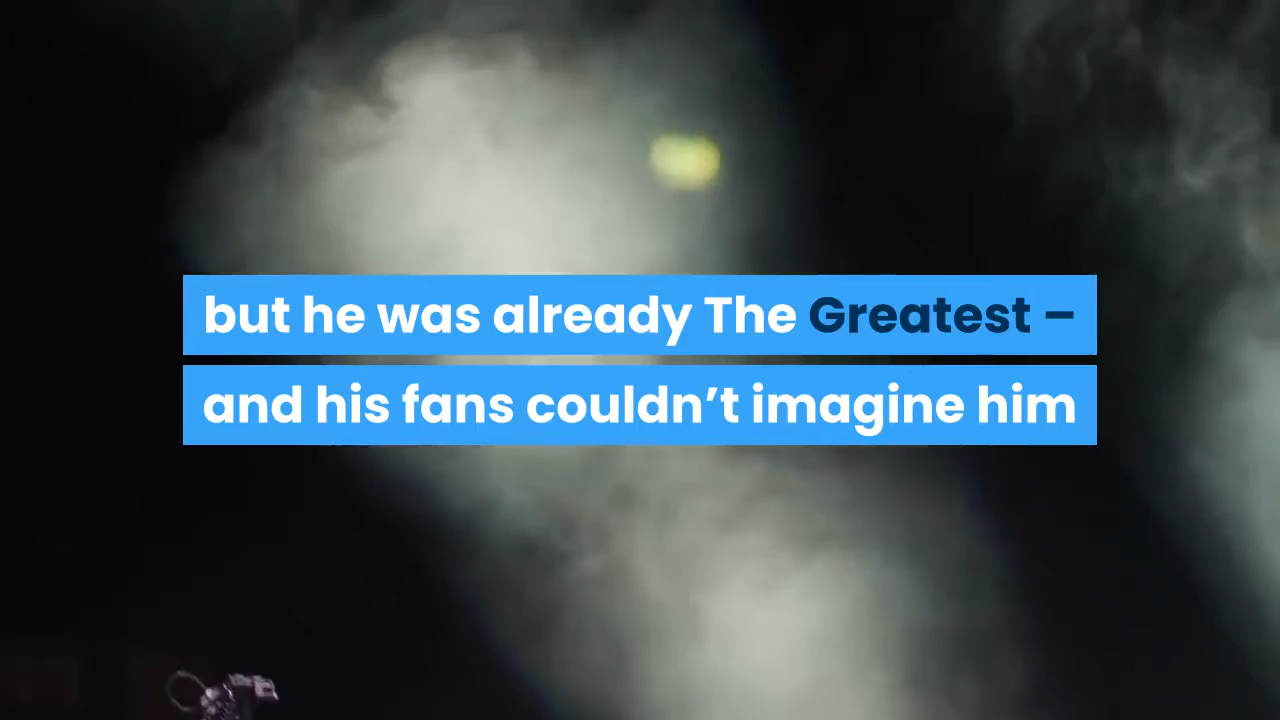 but he was already The Greatest –
and his fans couldn’t imagine him